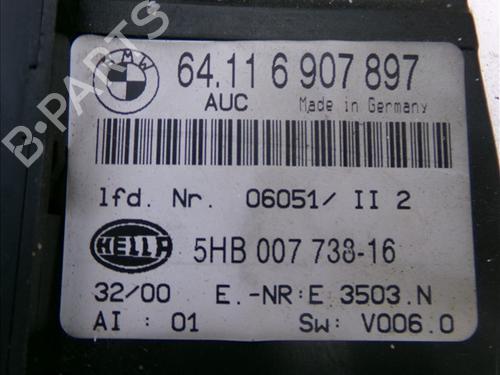 BMW
64.11 6 907 897
AUC Made in Germany
lfd. Nr. 06051/ II 2
HELLA
5HB 007 738-16
32/00 E.-NR:E 3503.N
AI : 01 Sw: V006.0
B-PARTS